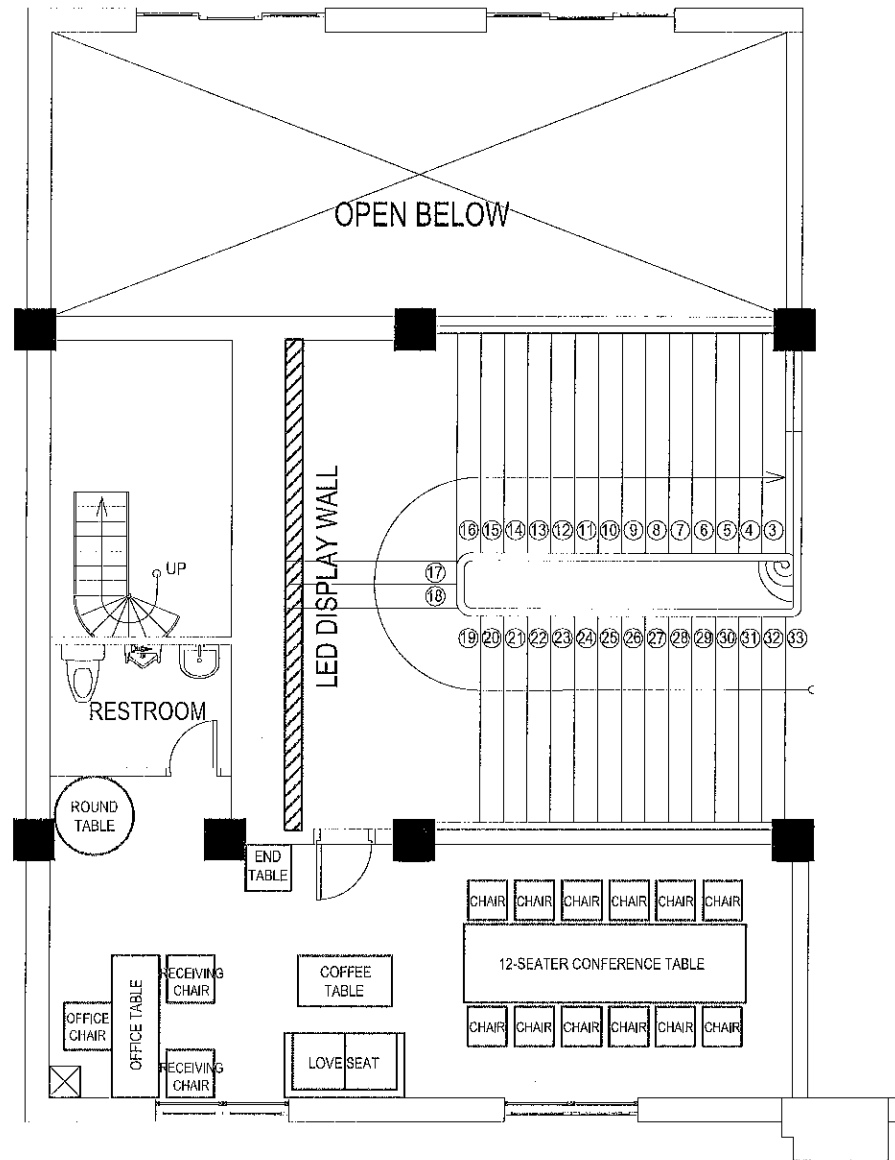 OPEN BELOW
LED DISPLAY WALL
UP
16 15 14 13 12 11 10 9 8 7 6 5 4 3
17
18
19 20 21 22 23 24 25 26 27 28 29 30 31 32 33
RESTROOM
ROUND
TABLE
END
TABLE
CHAIR CHAIR CHAIR CHAIR CHAIR CHAIR
12-SEATER CONFERENCE TABLE
CHAIR CHAIR CHAIR CHAIR CHAIR CHAIR
COFFEE
TABLE
LOVE SEAT
RECEIVING
CHAIR
OFFICE TABLE
OFFICE
CHAIR
RECEIVING
CHAIR